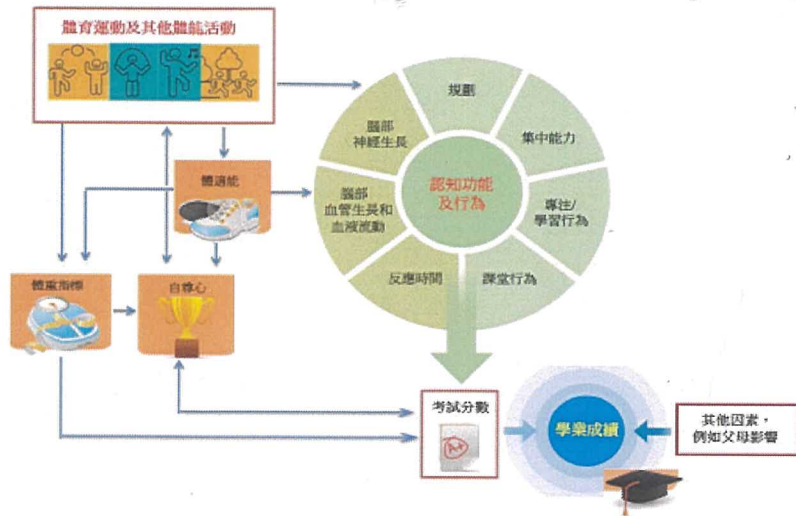 體育運動及其他體能活動
規劃
腦部
神經生長
集中能力
認知功能
及行為
體適能
腦部
血管生長和
血液流動
專注/
學習行為
體重指標
自尊心
反應時間
課堂行為
考試分數
A+
學業成績
其他因素，
例如父母影響